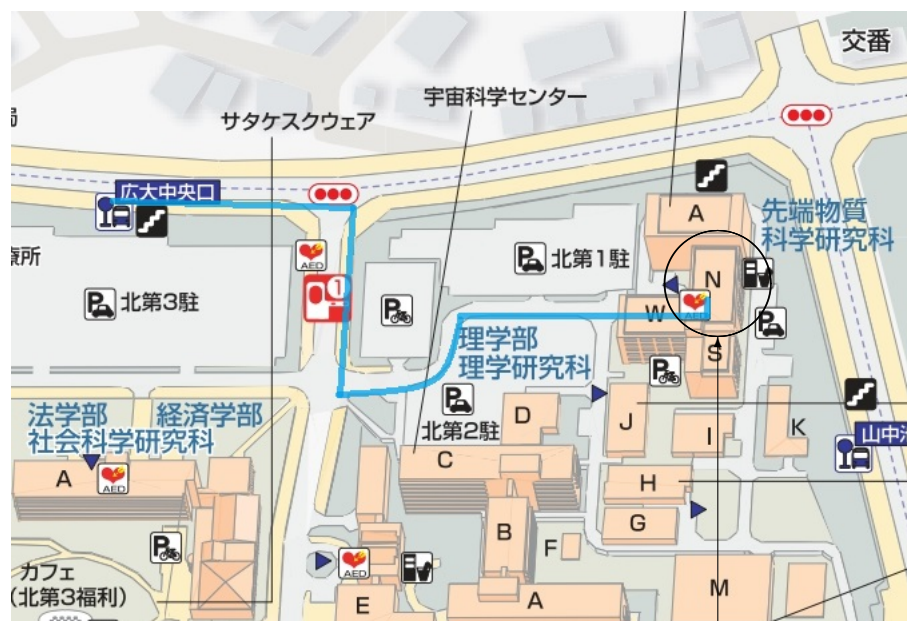 交番
宇宙科学センター
サタケスクウェア
広大中央口
A
先端物質
科学研究科
療所
P 北第3駐
AED
1
P
P 北第1駐
N
W
AED
P
S
P
理学部
理学研究科
P
北第2駐
法学部 経済学部
社会科学研究科
A
AED
D
J
I
K
C
H
G
B
F
P
AED
E
A
M
カフェ
(北第3福利)
山中池